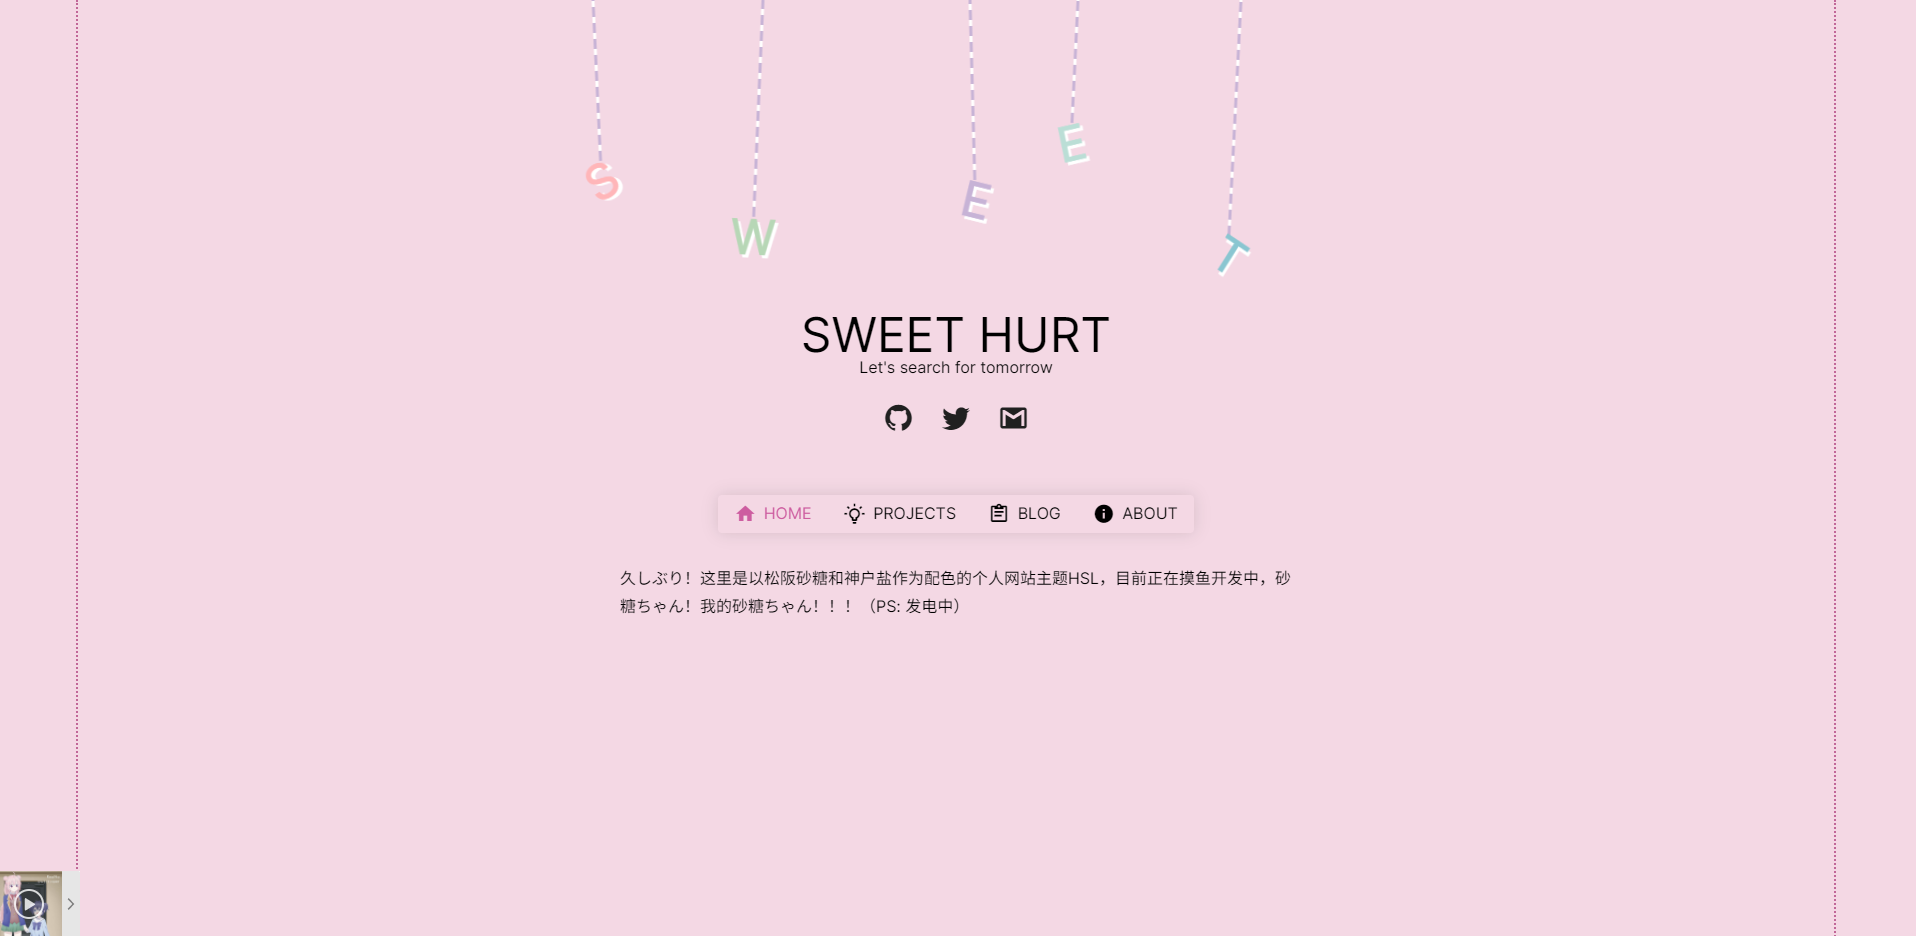 S
W
E
E
T
SWEET HURT
Let's search for tomorrow
HOME PROJECTS BLOG ABOUT
久しぶり！这里是以松阪砂糖和神户盐作为配色的个人网站主题HSL，目前正在摸鱼开发中，砂
糖ちゃん！我的砂糖ちゃん！！！（PS: 发电中）